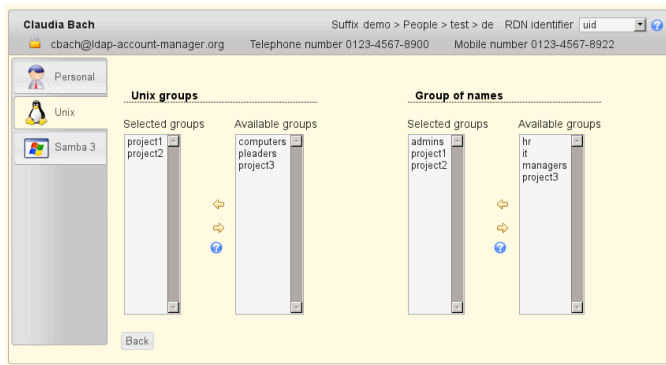 Claudia Bach Suffix demo > People > test > de RDN identifier uid
cbach@ldap-account-manager.org Telephone number 0123-4567-8900 Mobile number 0123-4567-8922
Personal
Unix
Samba 3
Unix groups
Selected groups Available groups
project1
project2
computers
pleaders
project3
Group of names
Selected groups Available groups
admins
project1
project2
hr
it
managers
project3
Back